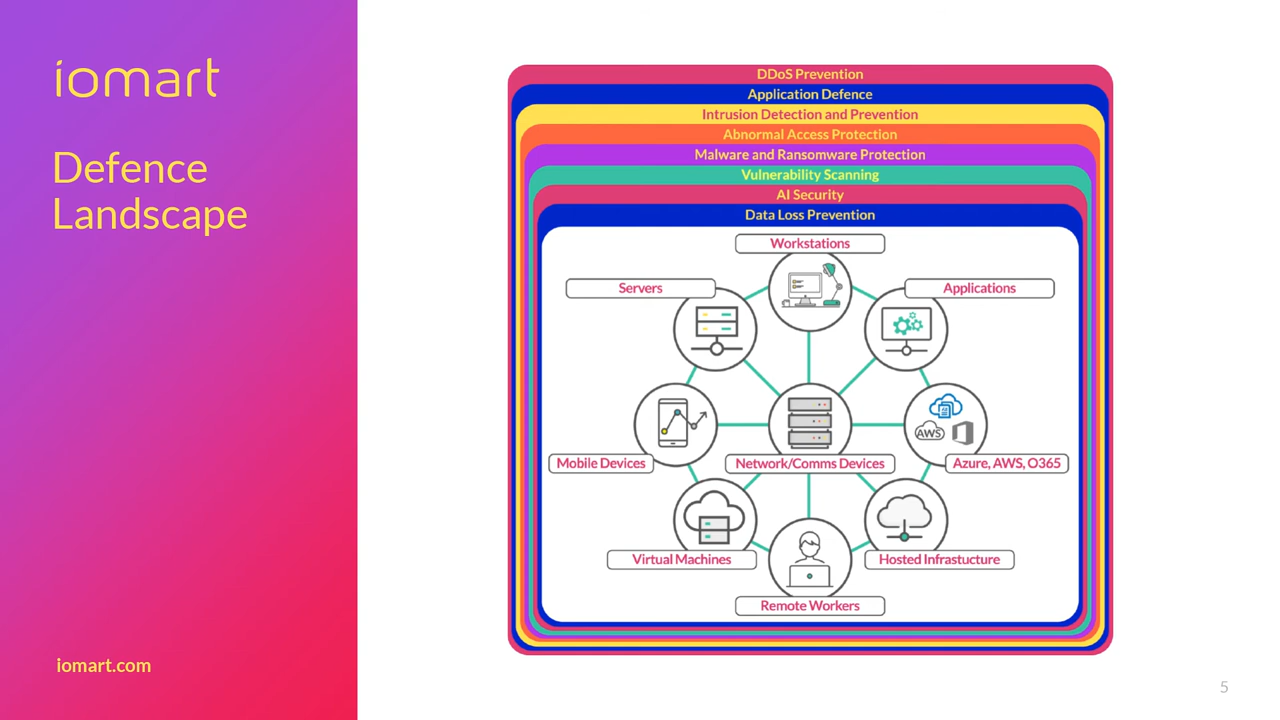 iomart
Defence
Landscape
iomart.com
DDoS Prevention
Application Defence
Intrusion Detection and Prevention
Abnormal Access Protection
Malware and Ransomware Protection
Vulnerability Scanning
AI Security
Data Loss Prevention
Workstations
Servers
Applications
AWS
Mobile Devices
Network/Comms Devices
Azure, AWS, O365
Virtual Machines
Hosted Infrastucture
Remote Workers
5